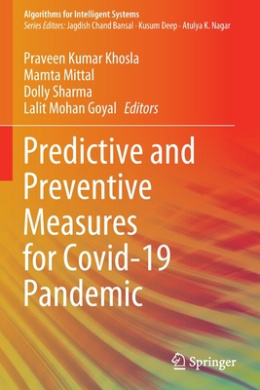 Algorithms for Intelligent Systems
Series Editors: Jagdish Chand Bansal · Kusum Deep · Atulya K. Nagar
Praveen Kumar Khosla
Mamta Mittal
Dolly Sharma
Lalit Mohan Goyal Editors
Predictive and
Preventive
Measures
for Covid-19
Pandemic
Springer